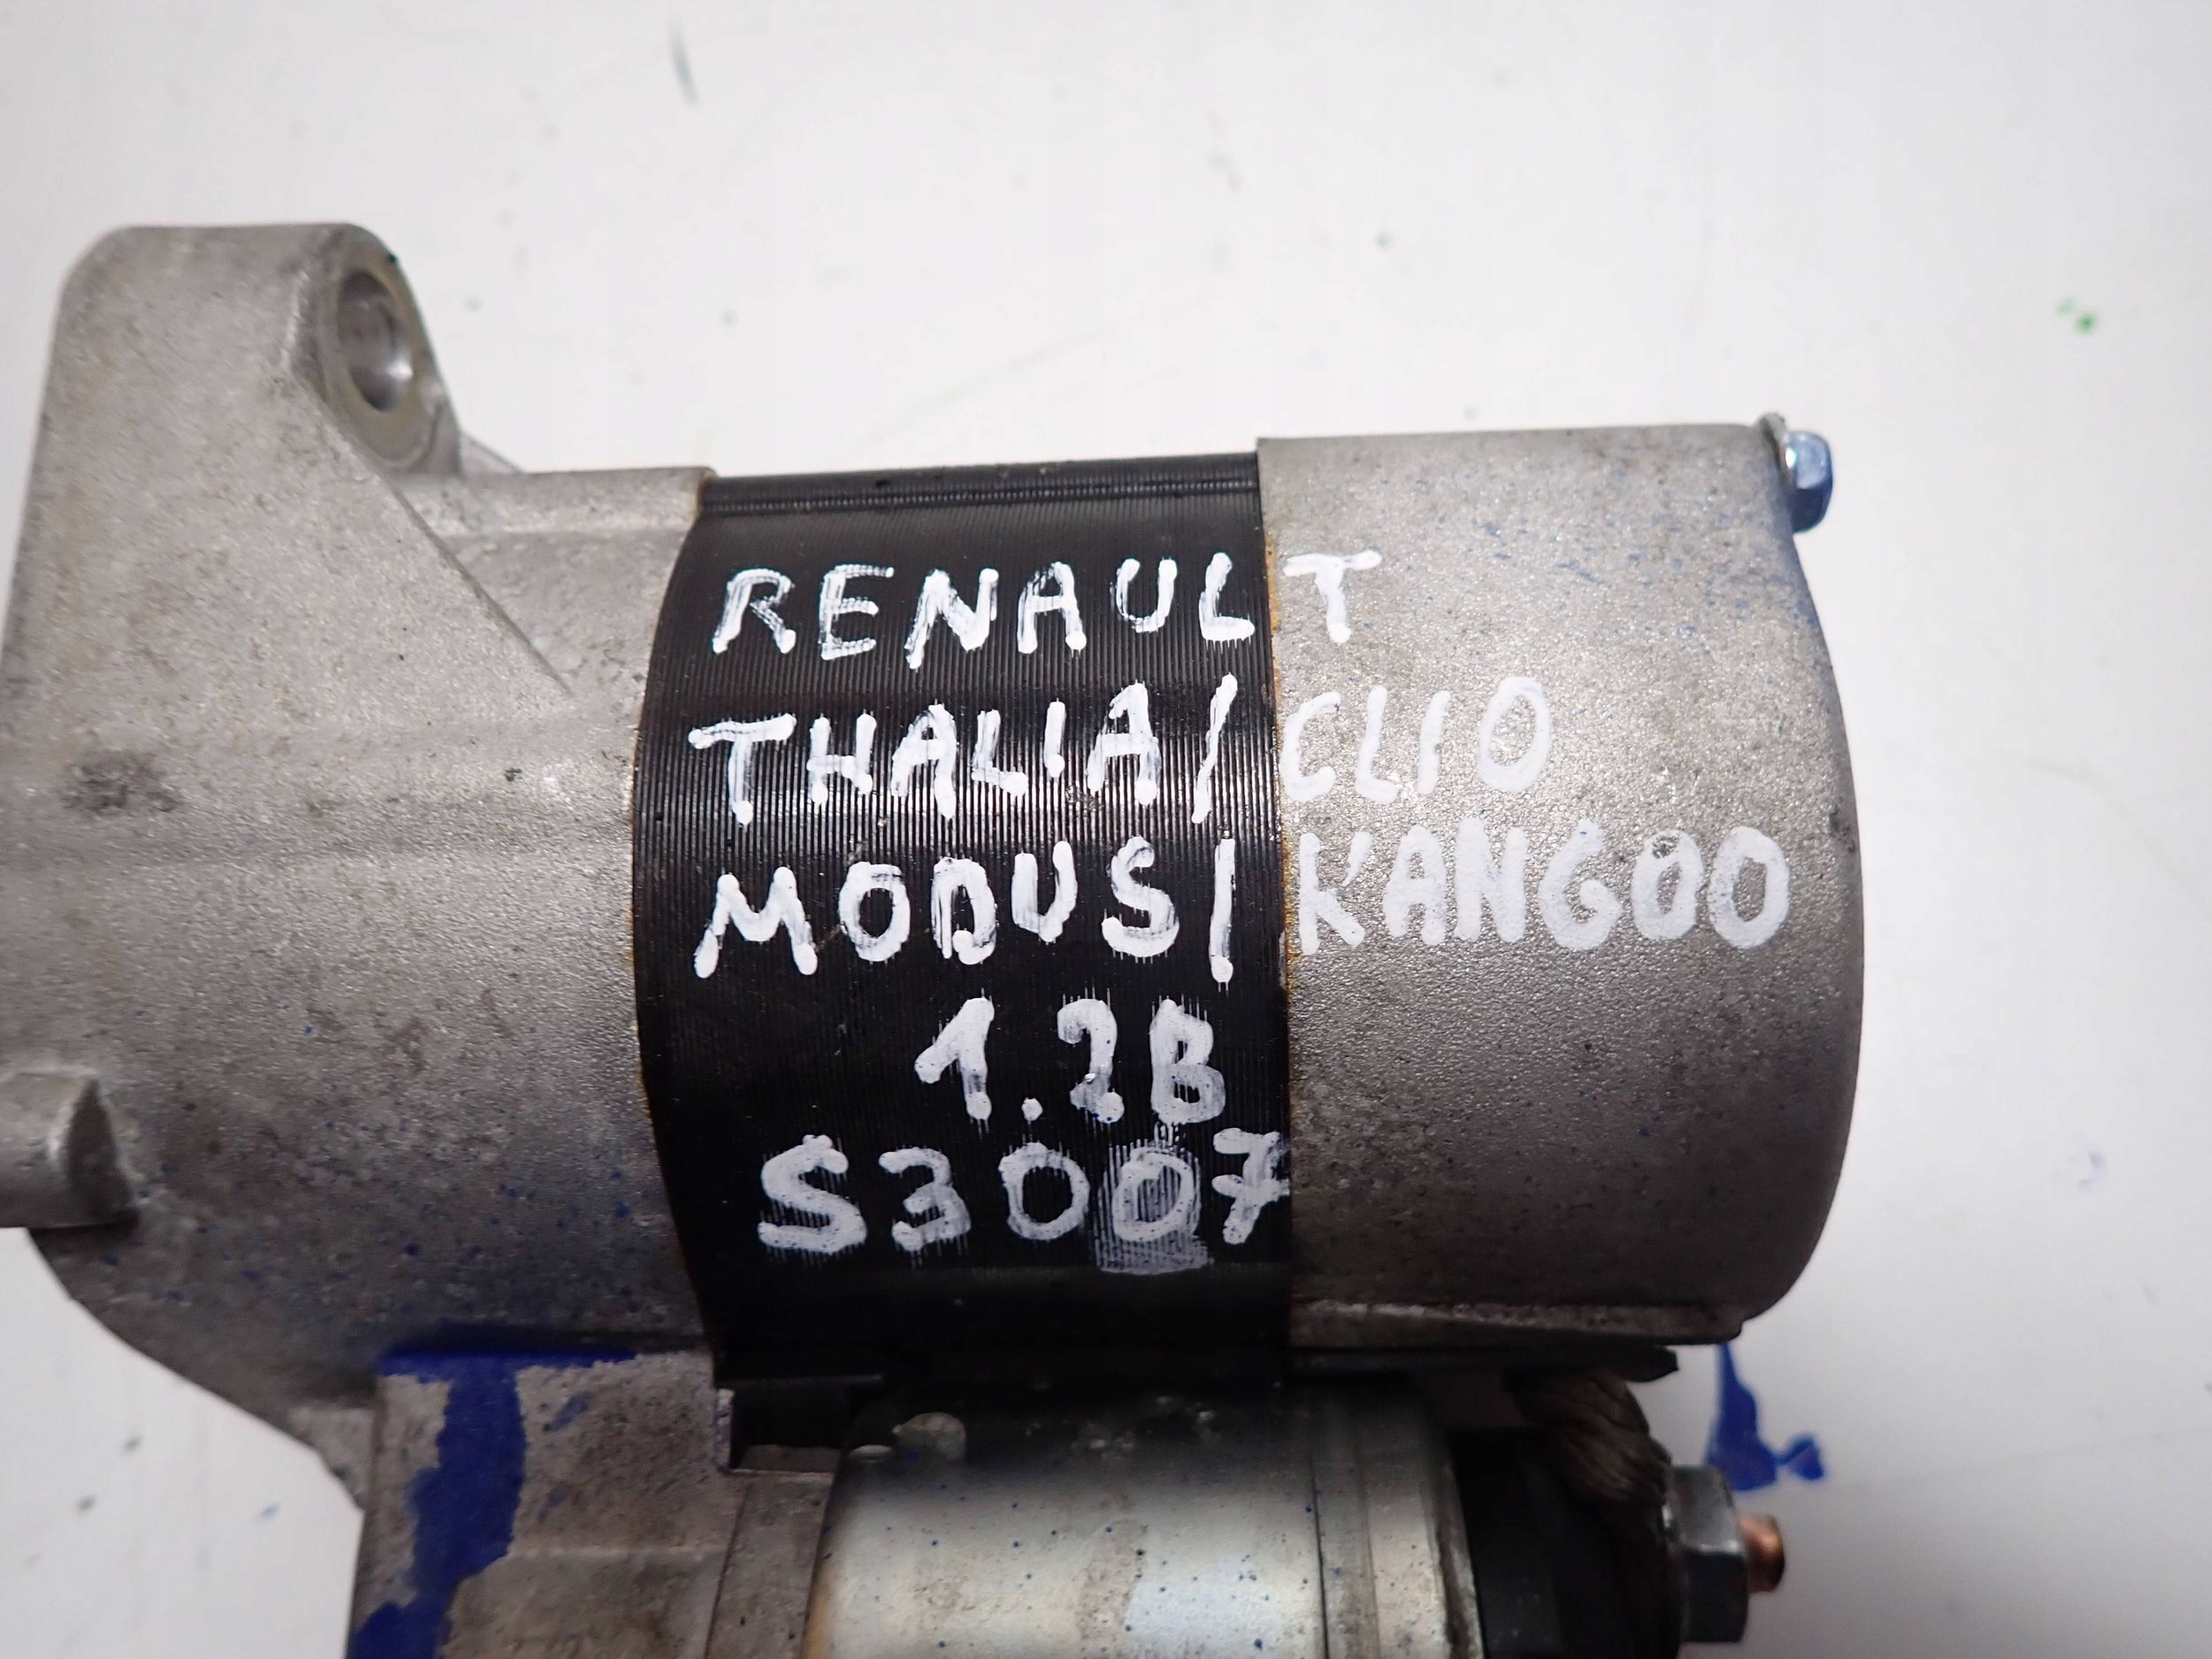 RENAULT
THALIA/CLIO
MODUS/KANGOO
1.2B
S3007